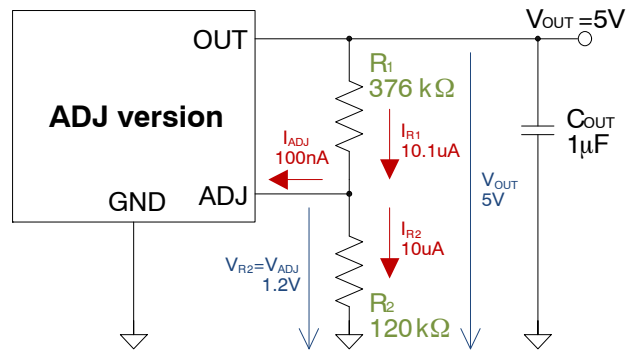 VOUT =5V
OUT
R1
376 kΩ
ADJ version
IADJ
100nA
IR1
10.1uA
COUT
1μF
VOUT
5V
ADJ
GND
IR2
10uA
VR2=VADJ
1.2V
R2
120 kΩ